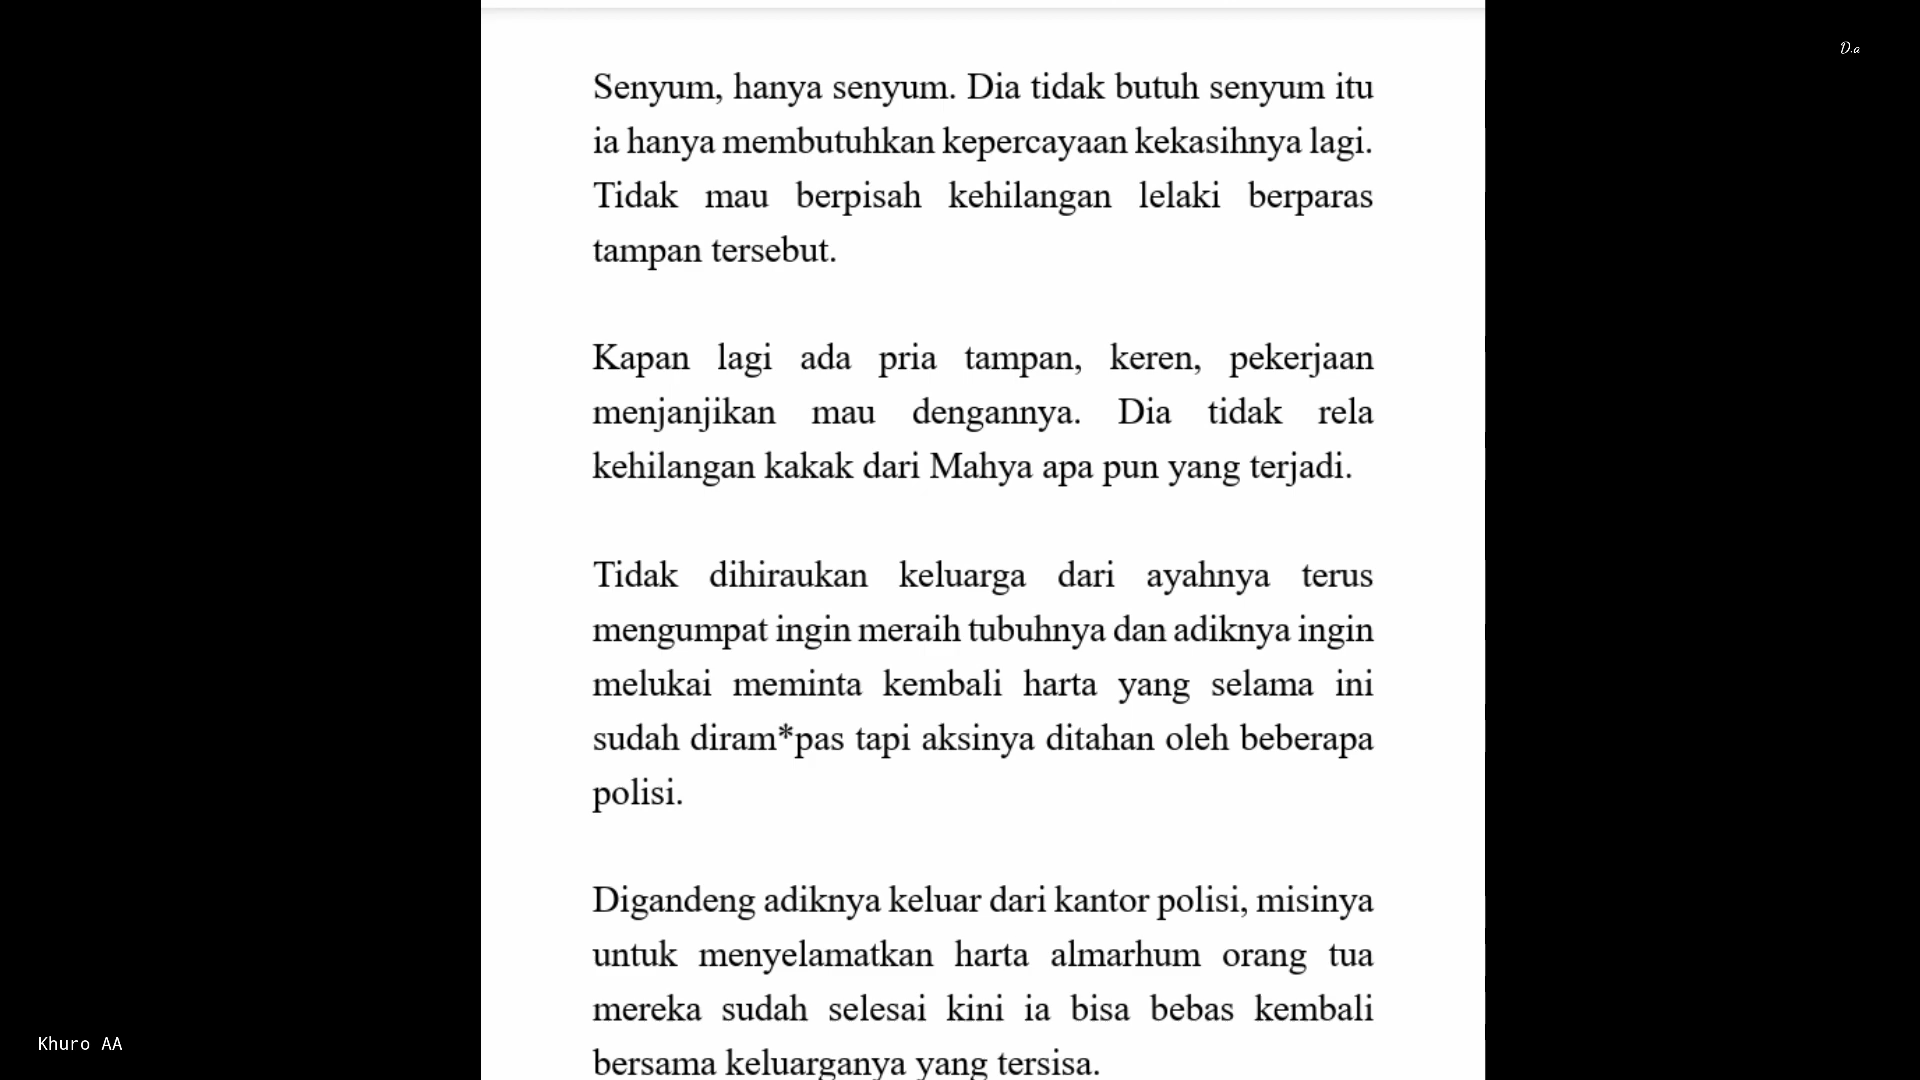 D.a
Senyum, hanya senyum. Dia tidak butuh senyum itu
ia hanya membutuhkan kepercayaan kekasihnya lagi.
Tidak mau berpisah kehilangan lelaki berparas
tampan tersebut.
Kapan lagi ada pria tampan, keren, pekerjaan
menjanjikan mau dengannya. Dia tidak rela
kehilangan kakak dari Mahya apa pun yang terjadi.
Tidak dihiraukan keluarga dari ayahnya terus
mengumpat ingin meraih tubuhnya dan adiknya ingin
melukai meminta kembali harta yang selama ini
sudah diram*pas tapi aksinya ditahan oleh beberapa
polisi.
Digandeng adiknya keluar dari kantor polisi, misinya
untuk menyelamatkan harta almarhum orang tua
mereka sudah selesai kini ia bisa bebas kembali
bersama keluarganya yang tersisa.
Khuro AA